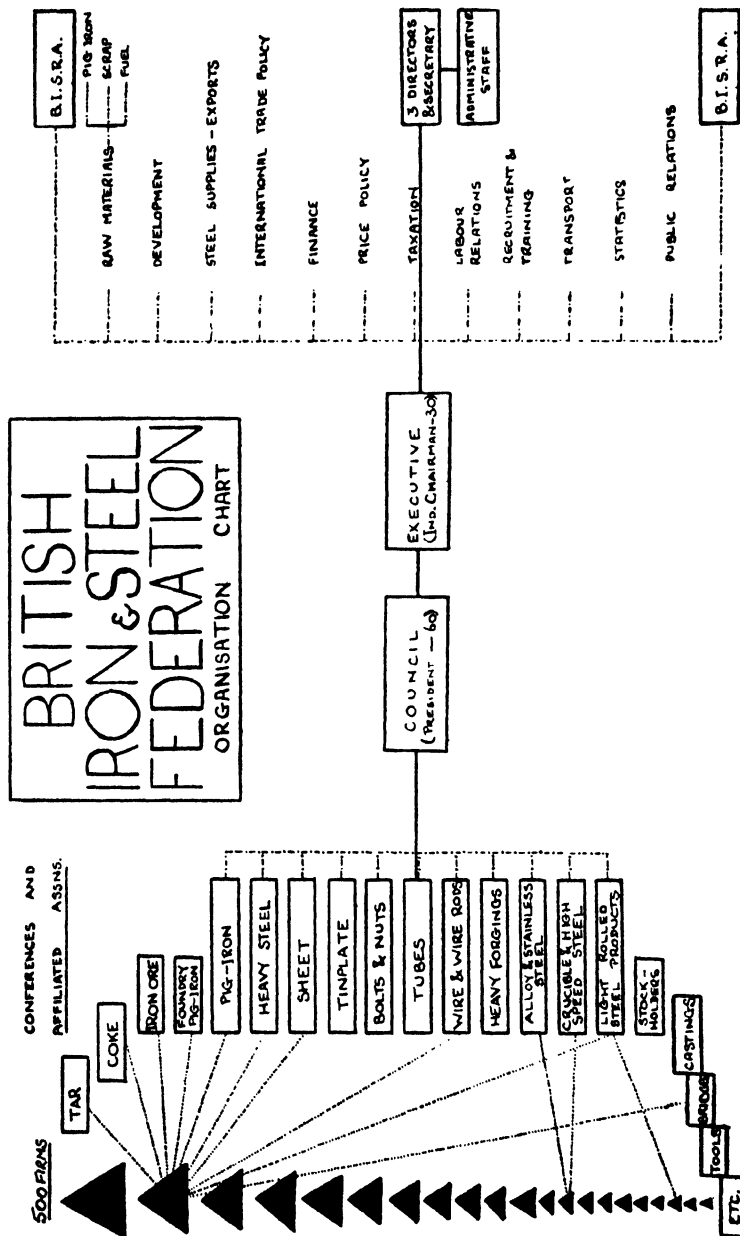 BRITISH
IRON & STEEL
FEDERATION
ORGANISATION CHART
500 FIRMS
CONFERENCES AND
AFFILIATED ASSNS.
TAR
COKE
IRON ORE
FOUNDRY
PIG-IRON
PIG-IRON
HEAVY STEEL
SHEET
TINPLATE
BOLTS & NUTS
TUBES
WIRE & WIRE RODS
HEAVY FORGINGS
ALLOY & STAINLESS
STEEL
CRUCIBLE & HIGH
SPEED STEEL
LIGHT ROLLED
STEEL PRODUCTS
STOCK-
HOLDERS
CASTINGS
BRIDGES
TOOLS
ETC.
COUNCIL
(PRESIDENT – 60)
EXECUTIVE
(IND. CHAIRMAN-30)
B.I.S.R.A.
PIG IRON
RAW MATERIALS SCRAP
FUEL
DEVELOPMENT
STEEL SUPPLIES – EXPORTS
INTERNATIONAL TRADE POLICY
FINANCE
PRICE POLICY
TAXATION
LABOUR
RELATIONS
RECRUITMENT &
TRAINING
TRANSPORT
STATISTICS
PUBLIC RELATIONS
B.I.S.R.A.
3 DIRECTORS
& SECRETARY
ADMINISTRATIVE
STAFF